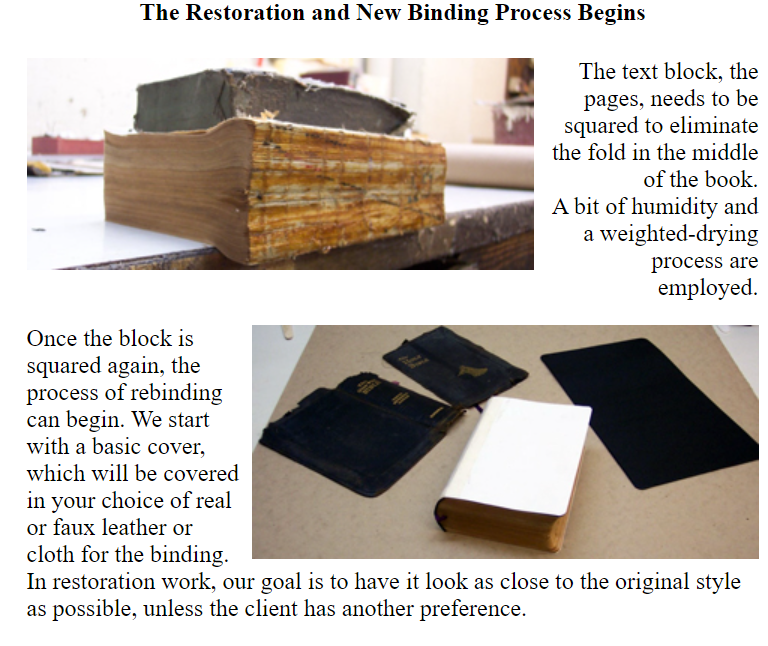 The Restoration and New Binding Process Begins
The text block, the
pages, needs to be
squared to eliminate
the fold in the middle
of the book.
A bit of humidity and
a weighted-drying
process are
employed.
Once the block is
squared again, the
process of rebinding
can begin. We start
with a basic cover,
which will be covered
in your choice of real
or faux leather or
cloth for the binding.
In restoration work, our goal is to have it look as close to the original style
as possible, unless the client has another preference.